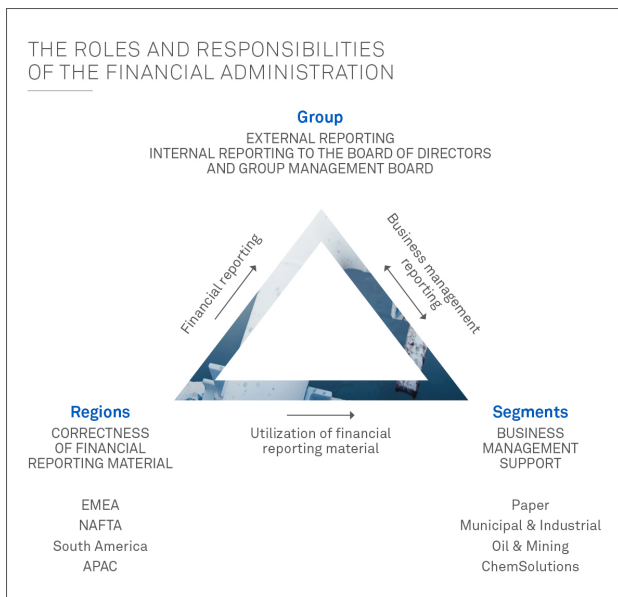 THE ROLES AND RESPONSIBILITIES
OF THE FINANCIAL ADMINISTRATION
Group
EXTERNAL REPORTING
INTERNAL REPORTING TO THE BOARD OF DIRECTORS
AND GROUP MANAGEMENT BOARD
Financial reporting
Business management
reporting
Regions
CORRECTNESS
OF FINANCIAL
REPORTING MATERIAL
EMEA
NAFTA
South America
APAC
Utilization of financial
reporting material
Segments
BUSINESS
MANAGEMENT
SUPPORT
Paper
Municipal & Industrial
Oil & Mining
ChemSolutions